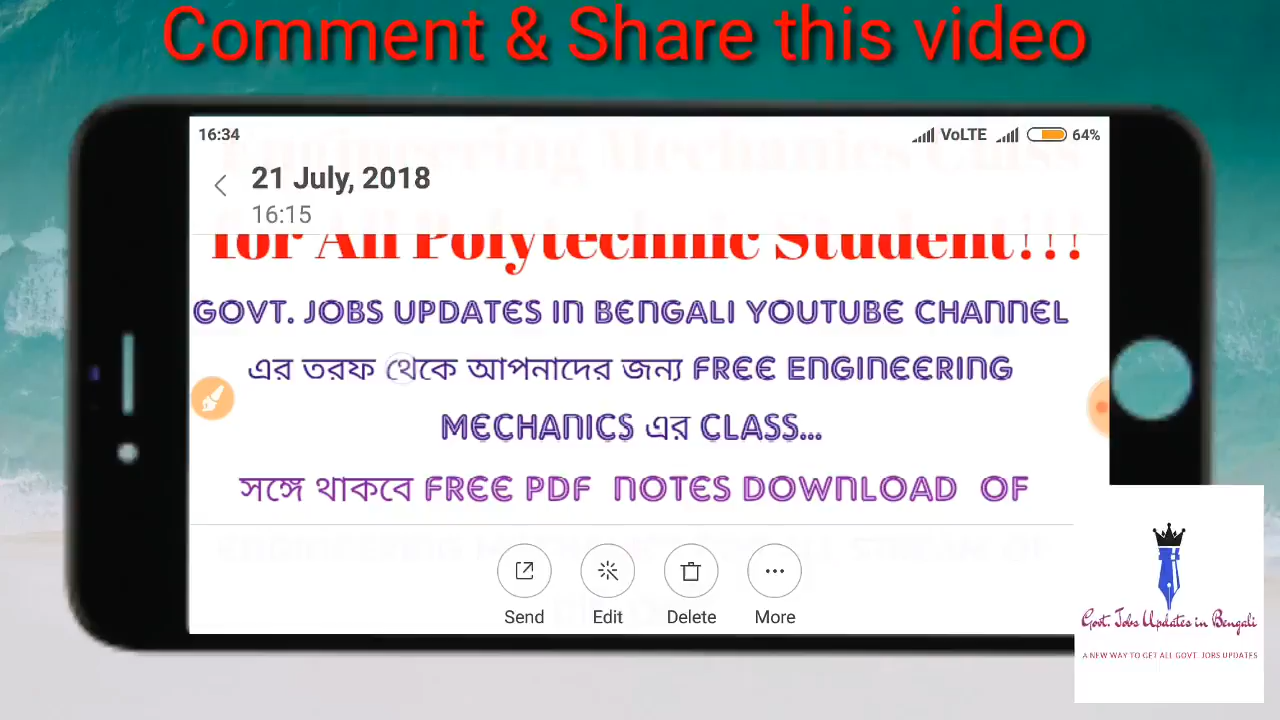 Comment & Share this video
16:34
VoLTE
64%
21 July, 2018
16:15
Engineering Mechanics Class
for All Polytechnic Student!!!
GOVT. JOBS UPDATES IN BENGALI YOUTUBE CHANNEL
এর তরফ থেকে আপনাদের জন্য FREE ENGINEERING
MECHANICS এর CLASS...
সঙ্গে থাকবে FREE PDF NOTES DOWNLOAD OF
Send
Edit
Delete
More
Govt. Jobs Updates in Bengali
A NEW WAY TO GET ALL GOVT. JOBS UPDATES